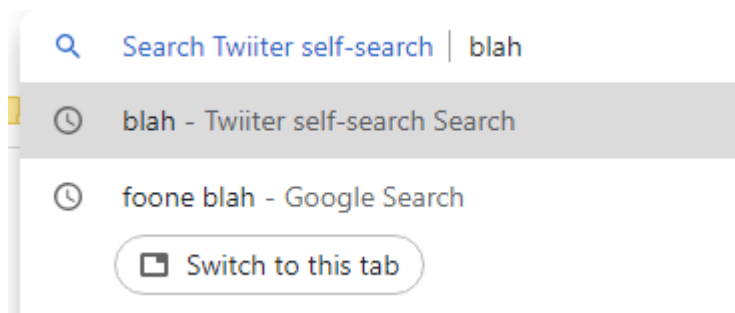 Search Twiiter self-search | blah
blah - Twiiter self-search Search
foone blah - Google Search
Switch to this tab